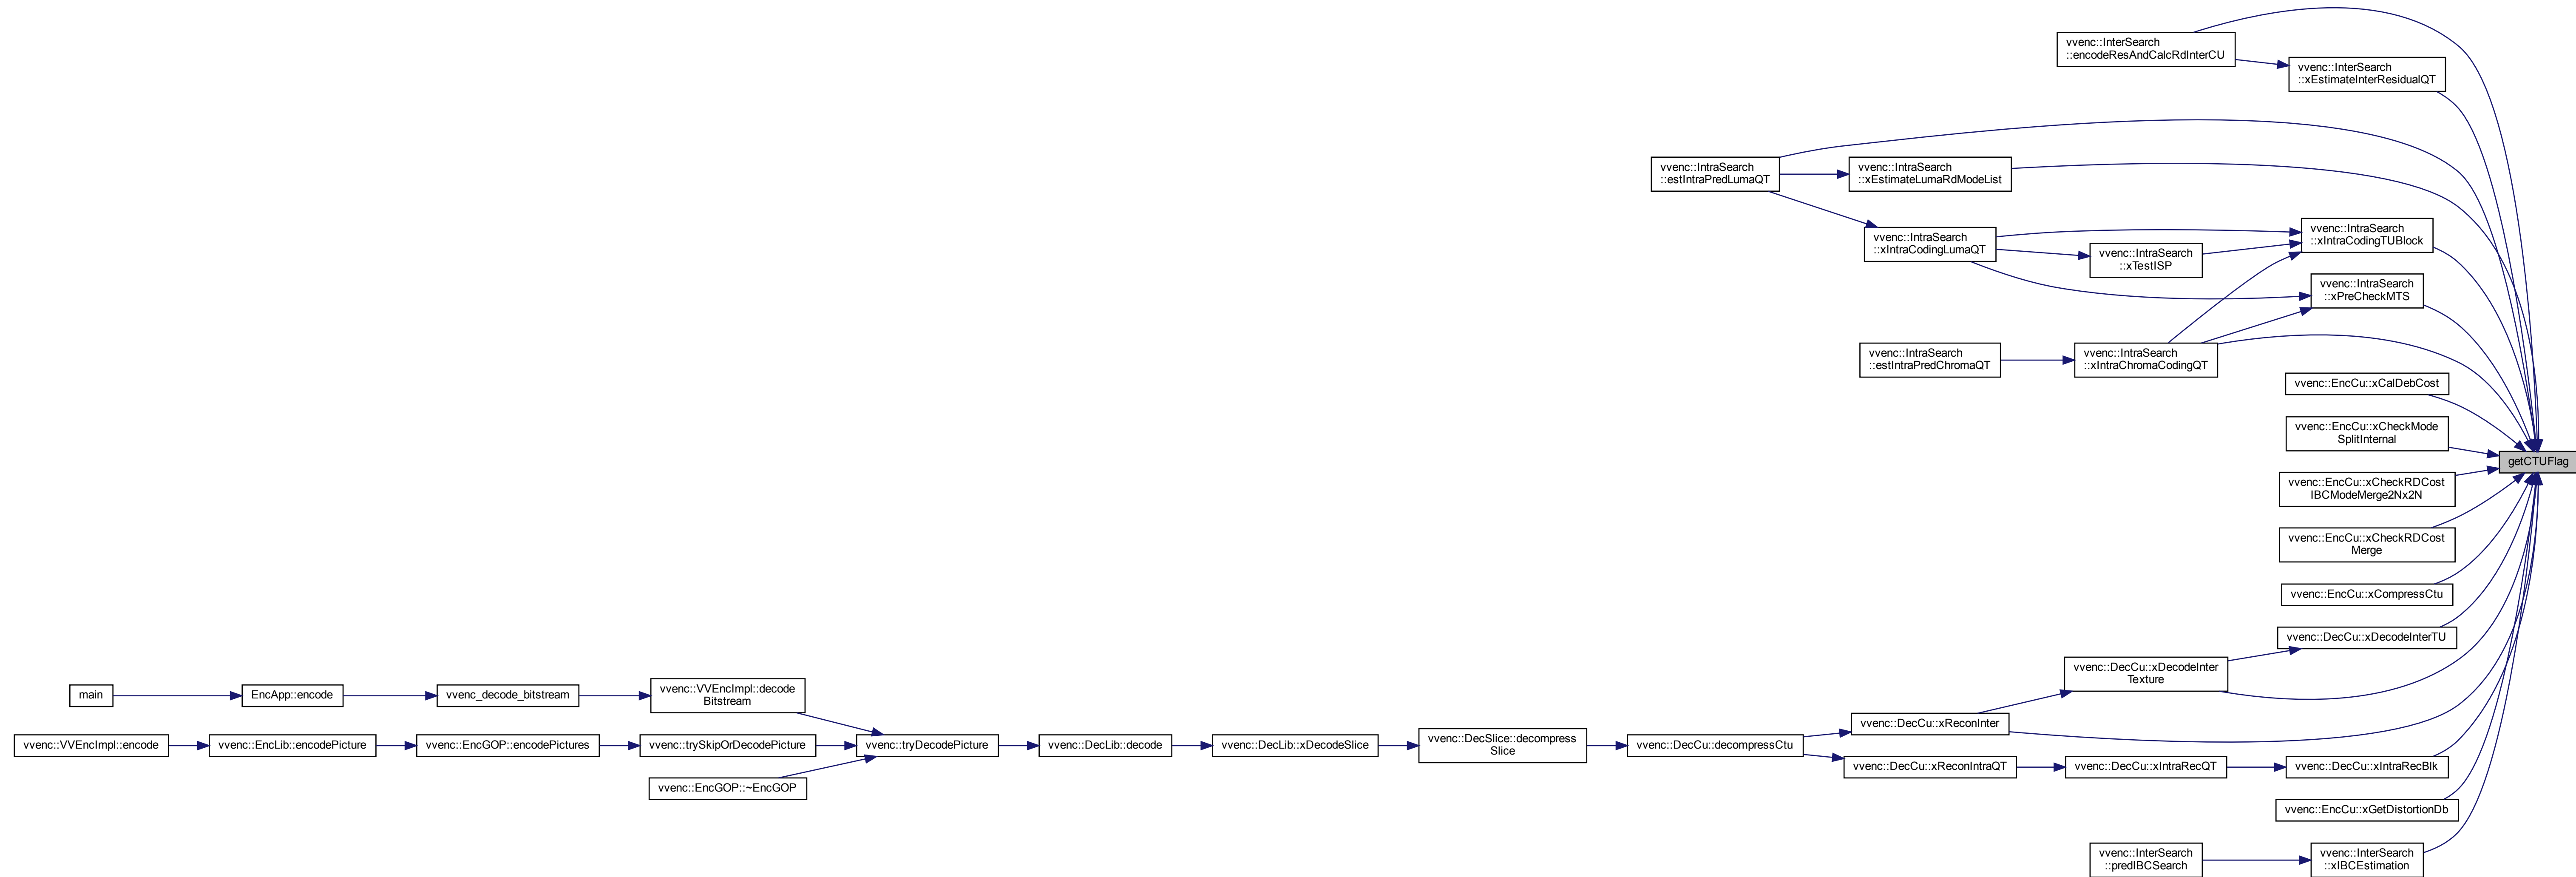 vvenc::InterSearch
::encodeResAndCalcRdInterCU
vvenc::InterSearch
::xEstimateInterResidualQT
vvenc::IntraSearch
::estIntraPredLumaQT
vvenc::IntraSearch
::xEstimateLumaRdModeList
vvenc::IntraSearch
::xIntraCodingLumaQT
vvenc::IntraSearch
::xTestISP
vvenc::IntraSearch
::xIntraCodingTUBlock
vvenc::IntraSearch
::xPreCheckMTS
vvenc::IntraSearch
::estIntraPredChromaQT
vvenc::IntraSearch
::xIntraChromaCodingQT
vvenc::EncCu::xCalDebCost
vvenc::EncCu::xCheckMode
SplitInternal
getCTUFlag
vvenc::EncCu::xCheckRDCost
IBCModeMerge2Nx2N
vvenc::EncCu::xCheckRDCost
Merge
vvenc::EncCu::xCompressCtu
vvenc::DecCu::xDecodeInterTU
vvenc::DecCu::xDecodeInter
Texture
main
EncApp::encode
vvenc_decode_bitstream
vvenc::VVEncImpl::decode
Bitstream
vvenc::DecCu::xReconInter
vvenc::VVEncImpl::encode
vvenc::EncLib::encodePicture
vvenc::EncGOP::encodePictures
vvenc::trySkipOrDecodePicture
vvenc::tryDecodePicture
vvenc::DecLib::decode
vvenc::DecLib::xDecodeSlice
vvenc::DecSlice::decompress
Slice
vvenc::DecCu::decompressCtu
vvenc::DecCu::xReconIntraQT
vvenc::DecCu::xIntraRecQT
vvenc::DecCu::xIntraRecBlk
vvenc::EncGOP::~EncGOP
vvenc::EncCu::xGetDistortionDb
vvenc::InterSearch
::predIBCSearch
vvenc::InterSearch
::xIBCEstimation